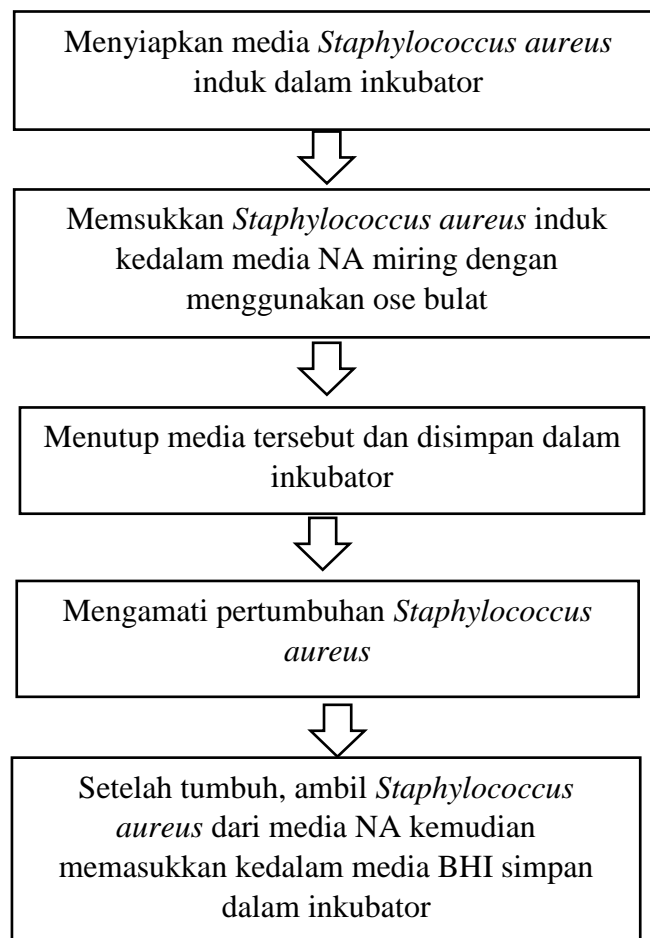 Menyiapkan media Staphylococcus aureus
induk dalam inkubator
Memsukkan Staphylococcus aureus induk
kedalam media NA miring dengan
menggunakan ose bulat
Menutup media tersebut dan disimpan dalam
inkubator
Mengamati pertumbuhan Staphylococcus
aureus
Setelah tumbuh, ambil Staphylococcus
aureus dari media NA kemudian
memasukkan kedalam media BHI simpan
dalam inkubator